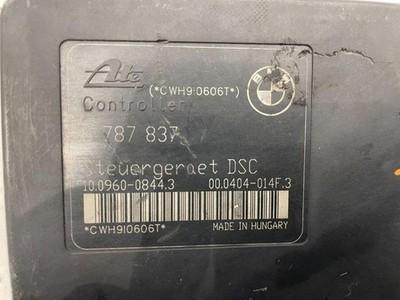 Ate
(*CWH9I0606T*)
BMW
Controller
787 837
Steuergeraet DSC
10.0960-0844.3 00.0404-014F.3
*CWH9I0606T*
MADE IN HUNGARY